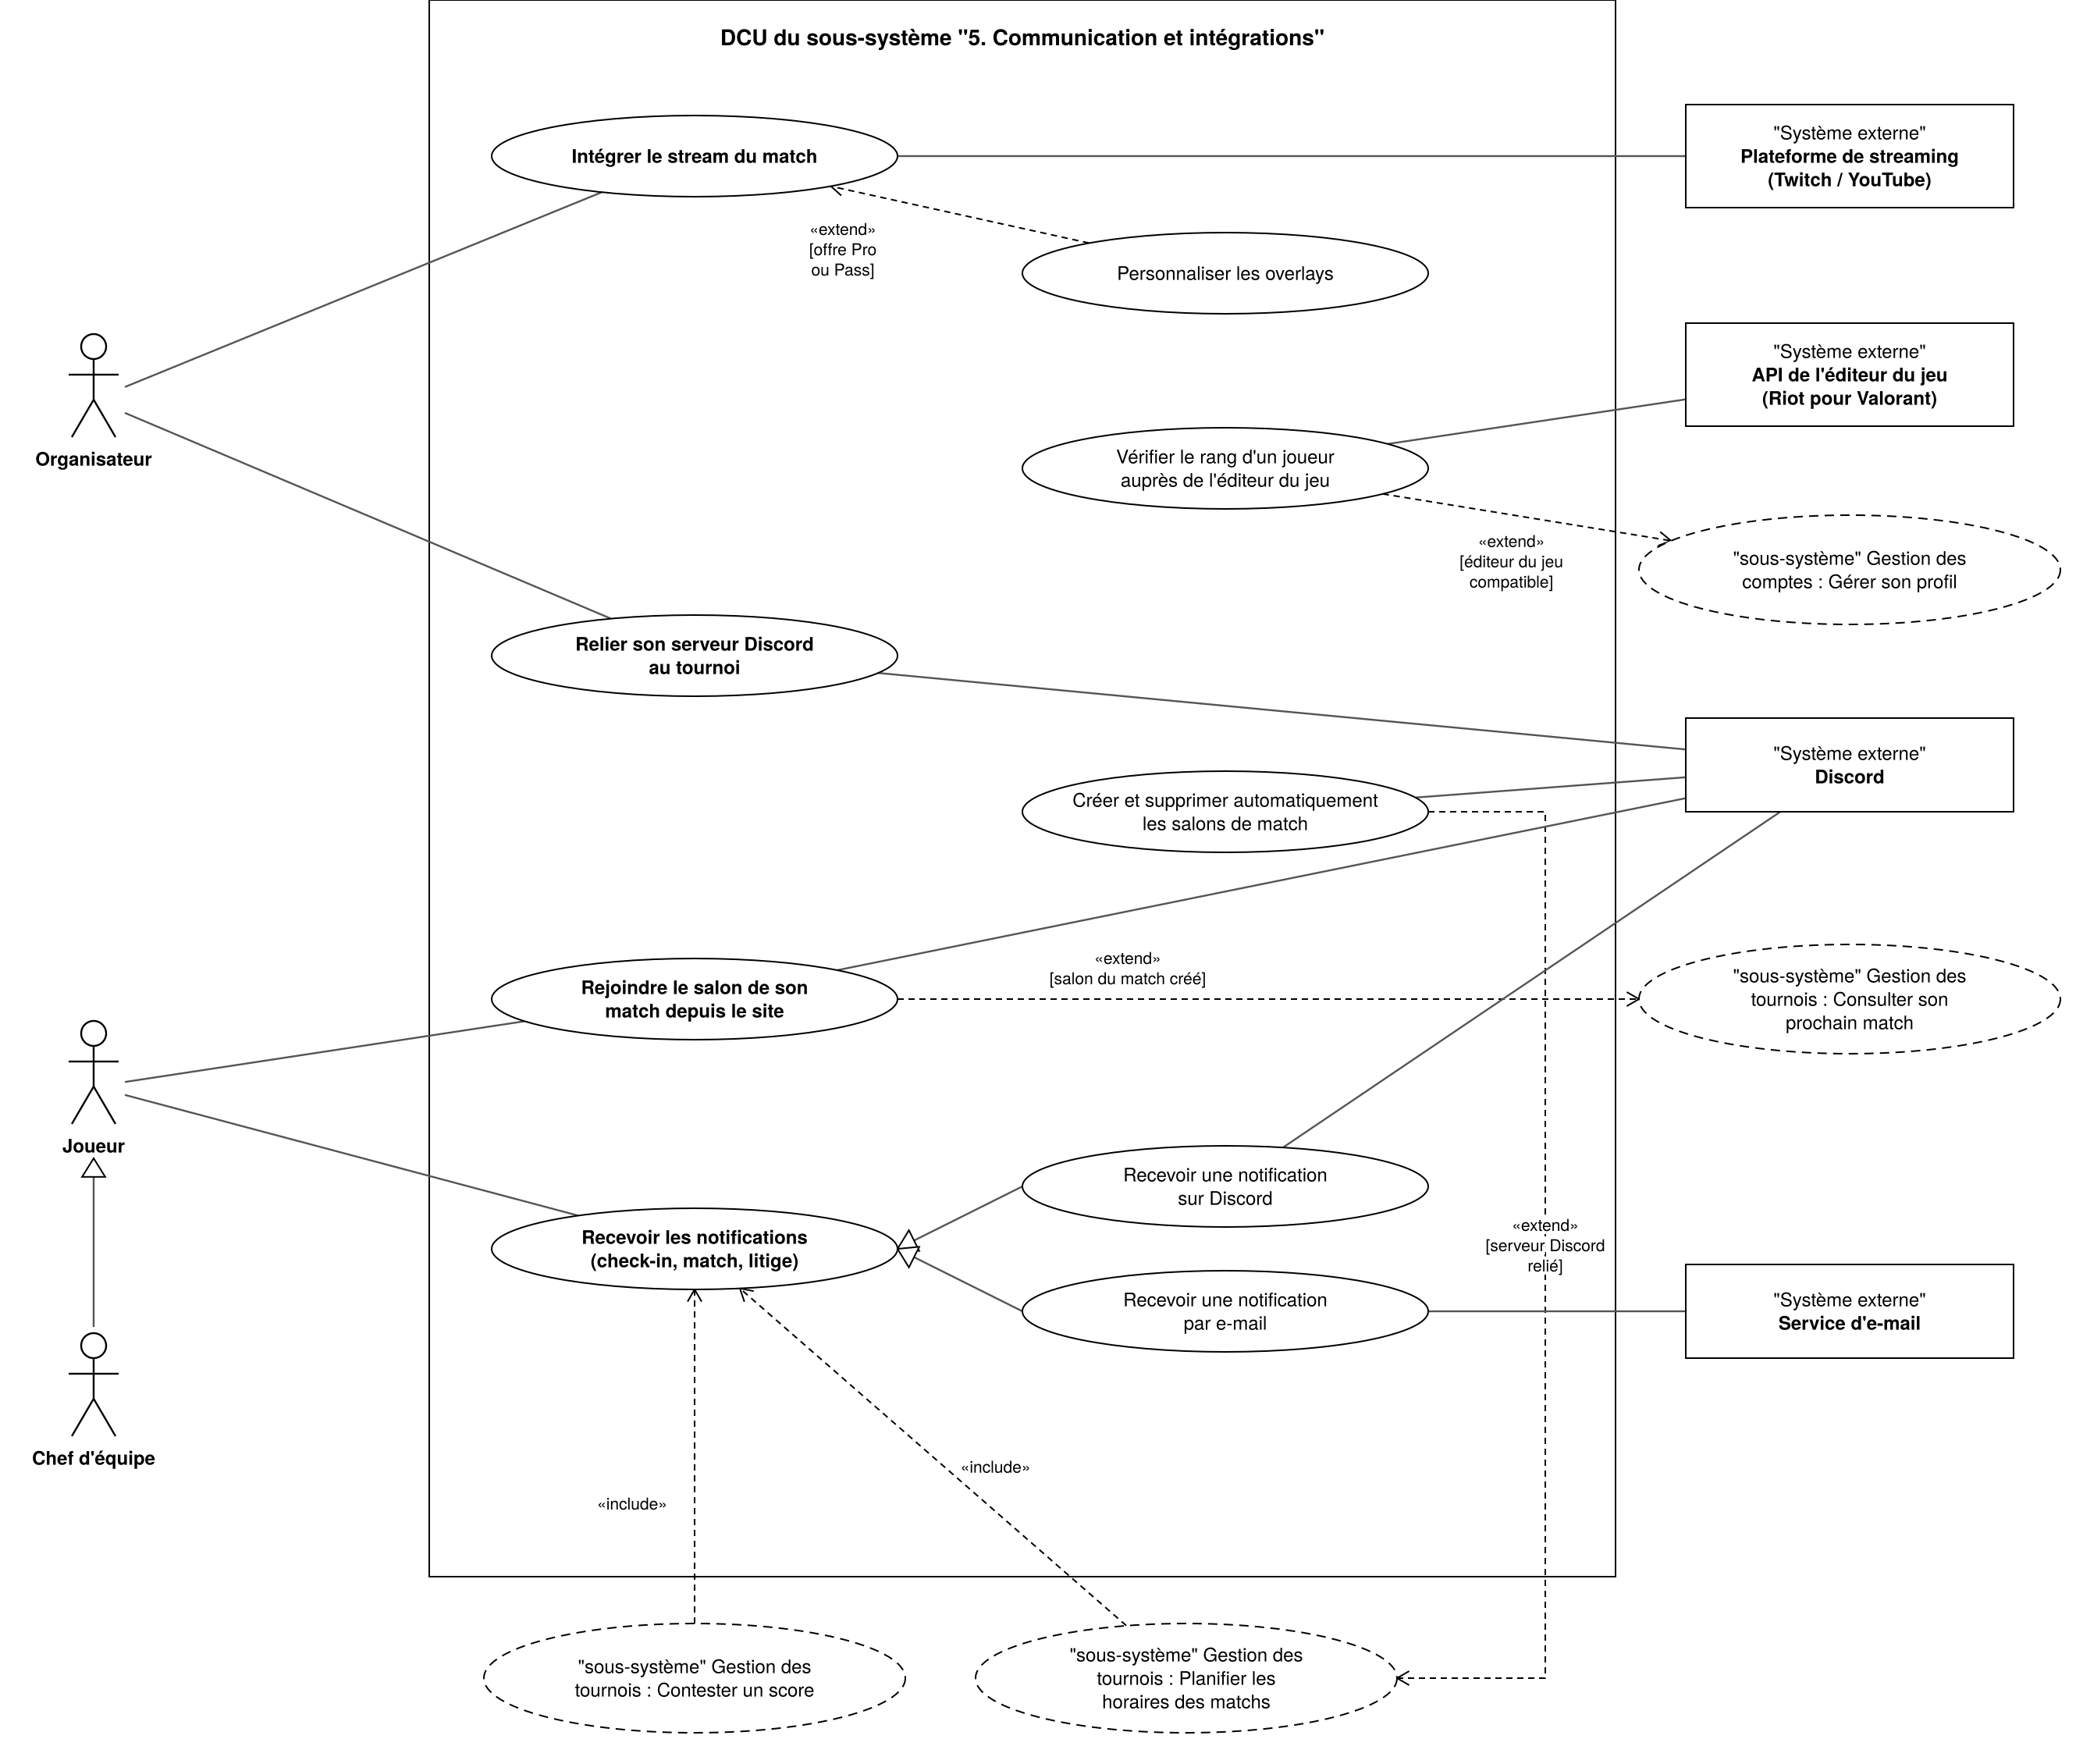 DCU du sous-système "5. Communication et intégrations"
Intégrer le stream du match
"Système externe"
Plateforme de streaming
(Twitch / YouTube)
«extend»
[offre Pro
ou Pass]
Personnaliser les overlays
Organisateur
"Système externe"
API de l'éditeur du jeu
(Riot pour Valorant)
Vérifier le rang d'un joueur
auprès de l'éditeur du jeu
«extend»
[éditeur du jeu
compatible]
"sous-système" Gestion des
comptes : Gérer son profil
Relier son serveur Discord
au tournoi
"Système externe"
Discord
Créer et supprimer automatiquement
les salons de match
Rejoindre le salon de son
match depuis le site
«extend»
[salon du match créé]
"sous-système" Gestion des
tournois : Consulter son
prochain match
Joueur
Recevoir une notification
sur Discord
Recevoir les notifications
(check-in, match, litige)
«extend»
[serveur Discord
relié]
Recevoir une notification
par e-mail
"Système externe"
Service d'e-mail
Chef d'équipe
«include»
«include»
"sous-système" Gestion des
tournois : Contester un score
"sous-système" Gestion des
tournois : Planifier les
horaires des matchs